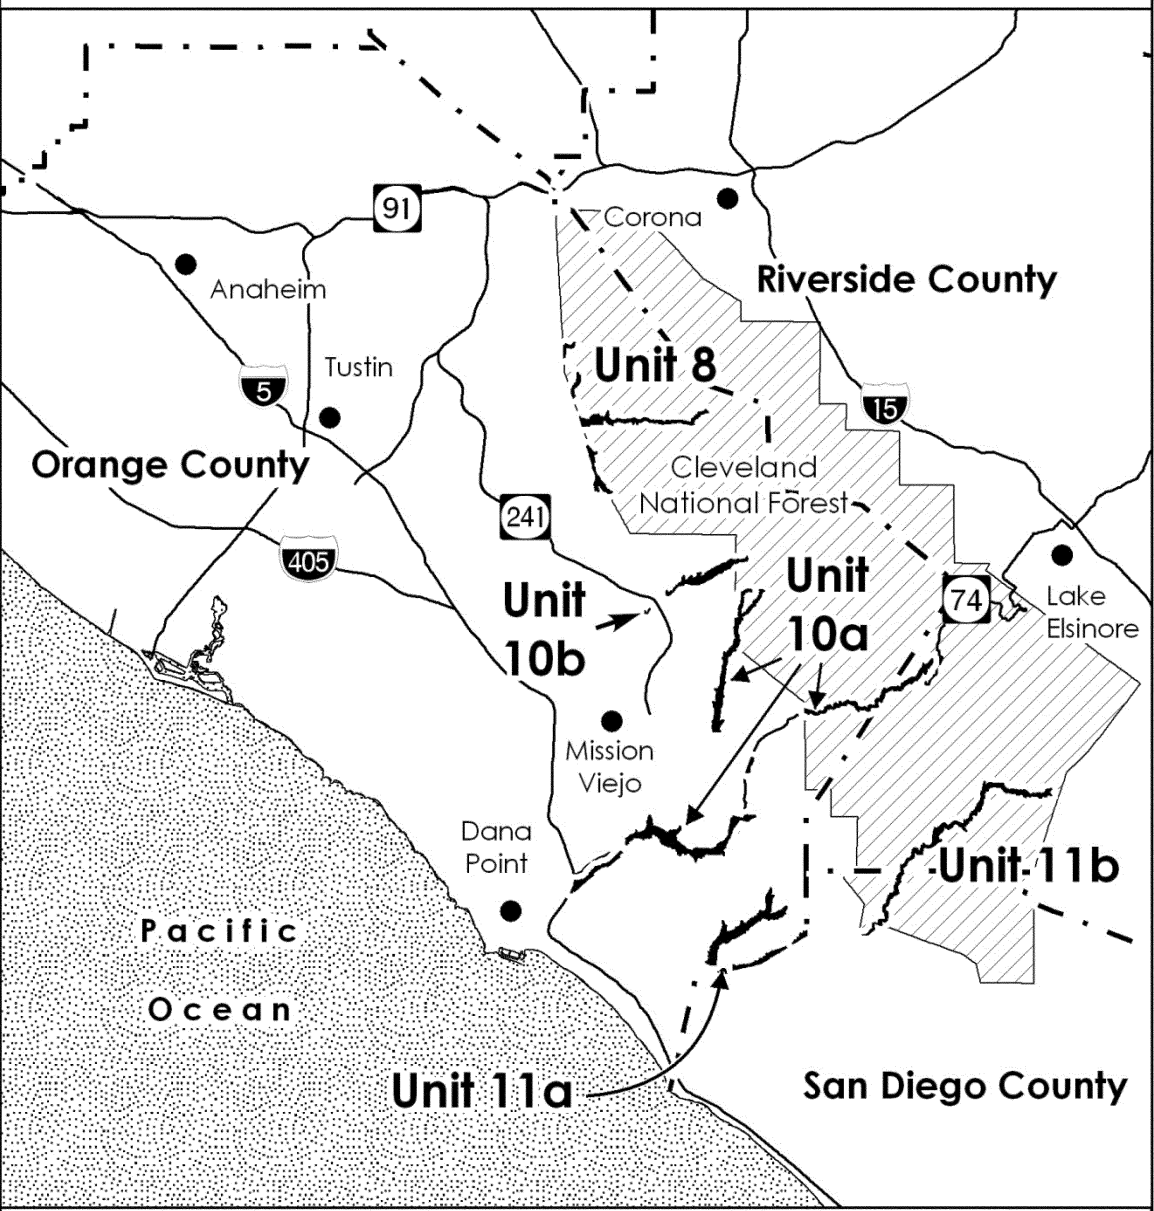 91
Corona
Riverside County
Anaheim
Unit 8
Tustin
5
15
Orange County
Cleveland
National Forest
241
405
Unit
10b
Unit
10a
74
Lake
Elsinore
Mission
Viejo
Dana
Point
Unit 11b
Pacific
Ocean
Unit 11a
San Diego County